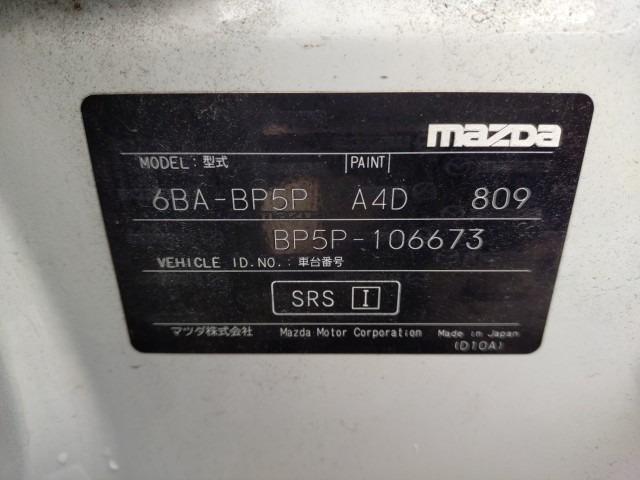 mazda
MODEL:型式 PAINT
6BA-BP5P A4D 809
BP5P-106673
VEHICLE ID.NO.:車台番号
SRS I
マツダ株式会社 Mazda Motor Corporation Made in Japan
(D10A)